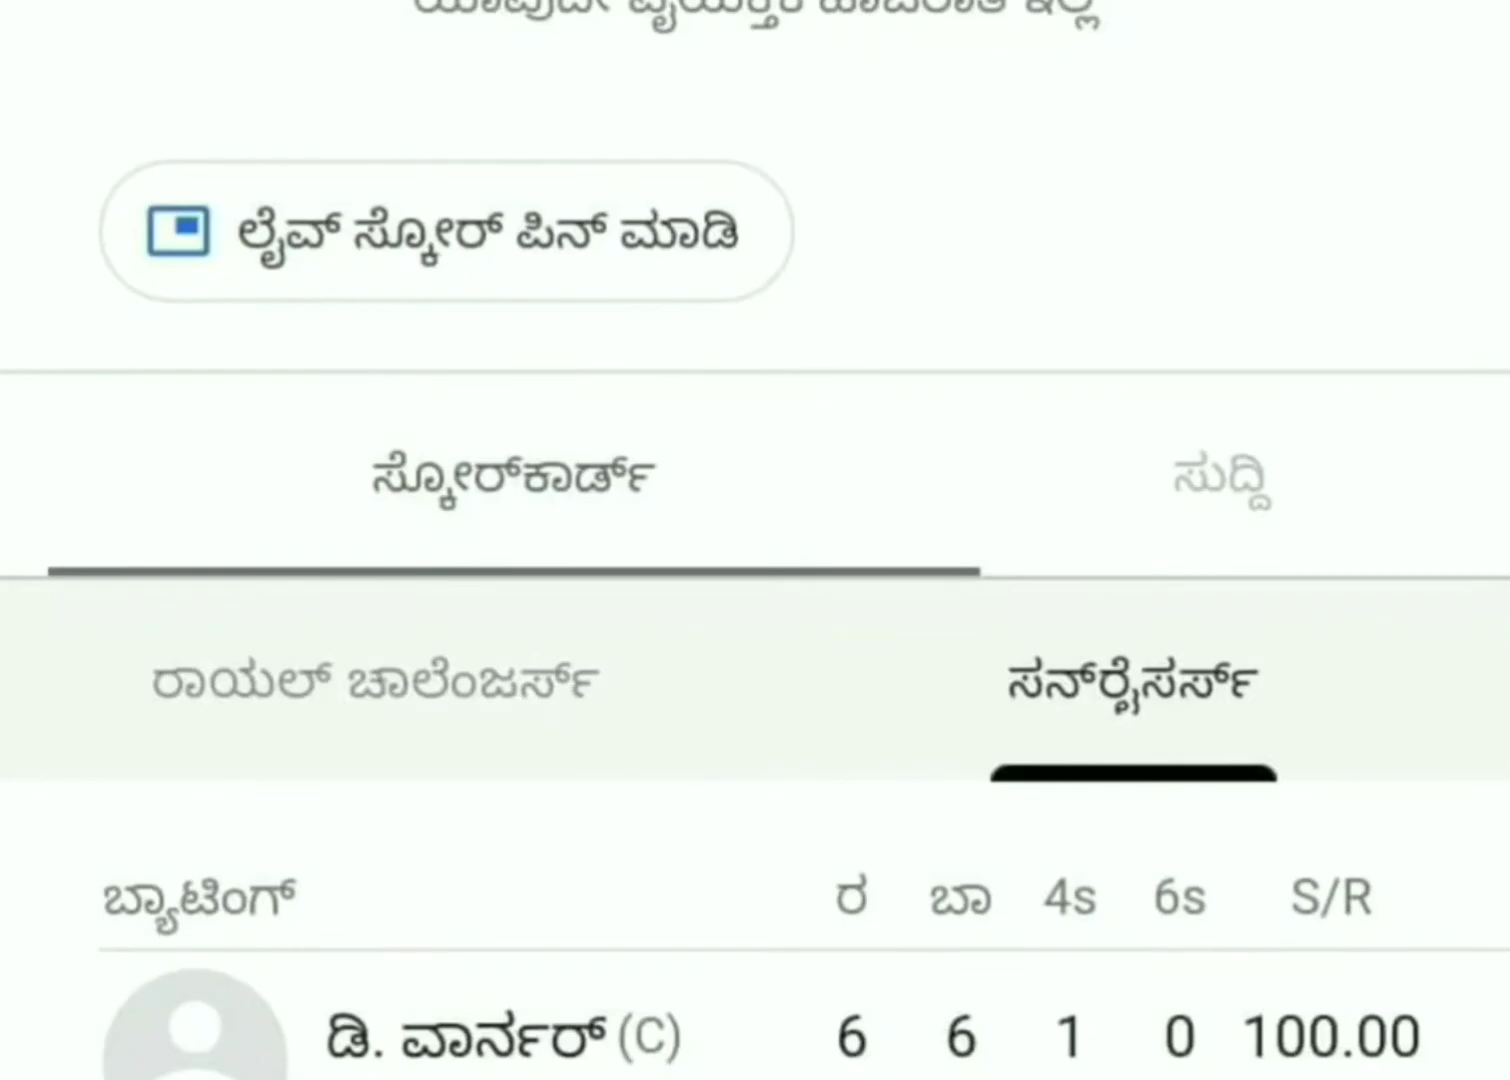 ಲೈವ್ ಸ್ಕೋರ್ ಪಿನ್ ಮಾಡಿ
ಸ್ಕೋರ್‌ಕಾರ್ಡ್ ಸುದ್ದಿ
ರಾಯಲ್ ಚಾಲೆಂಜರ್ಸ್ ಸನ್‌ರೈಸರ್ಸ್
ಬ್ಯಾಟಿಂಗ್ ರ ಬಾ 4s 6s S/R
ಡಿ. ವಾರ್ನರ್ (C) 6 6 1 0 100.00